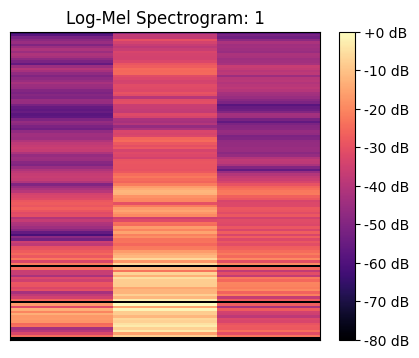 Log-Mel Spectrogram: 1
+0 dB
-10 dB
-20 dB
-30 dB
-40 dB
-50 dB
-60 dB
-70 dB
-80 dB